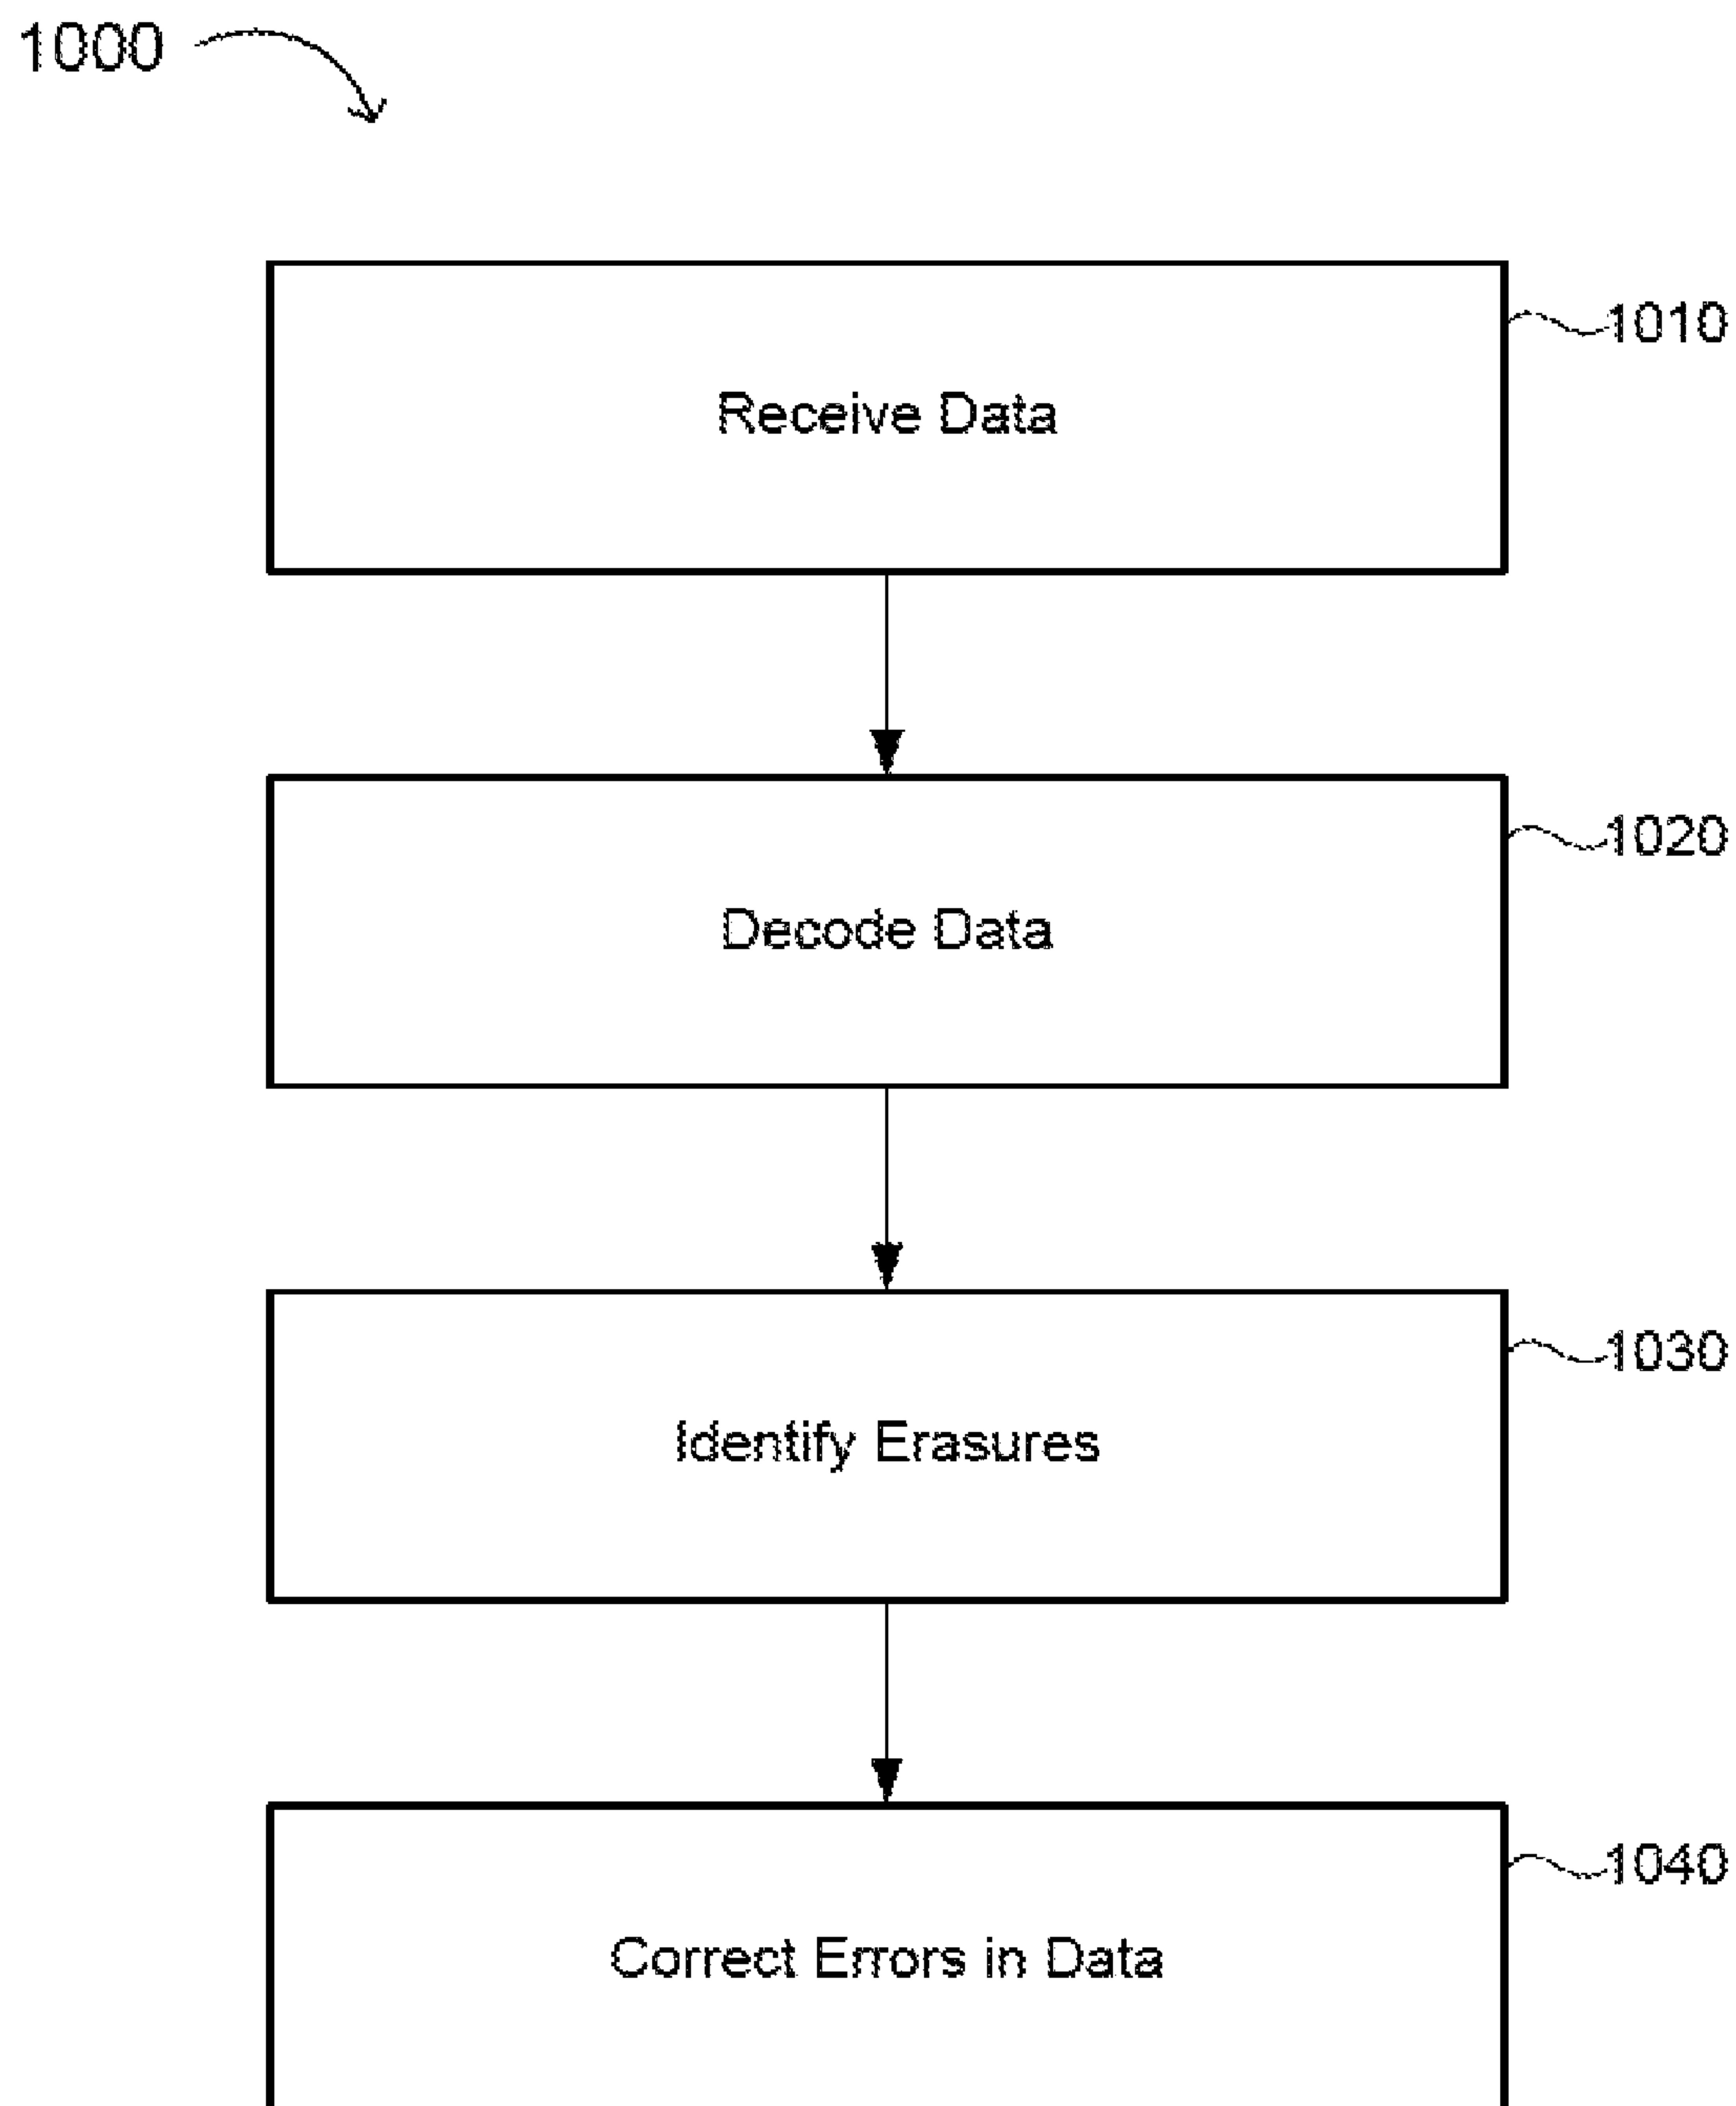 1000
1010
Receive Data
1020
Decode Data
1030
Identify Erasures
1040
Correct Errors in Data